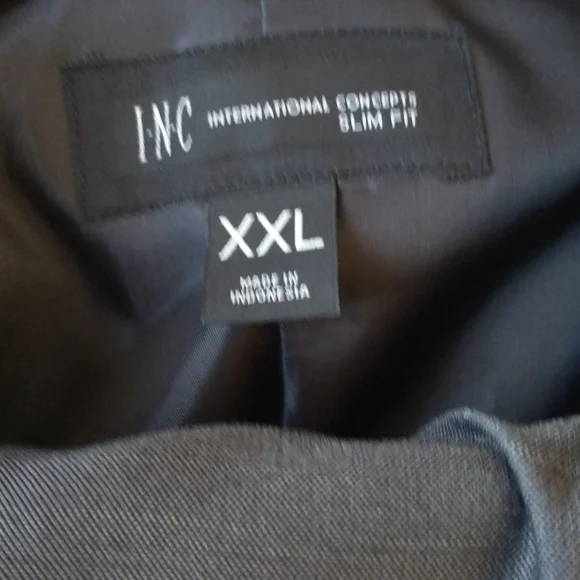 I·N·C INTERNATIONAL CONCEPTS
SLIM FIT
XXL
MADE IN
INDONESIA